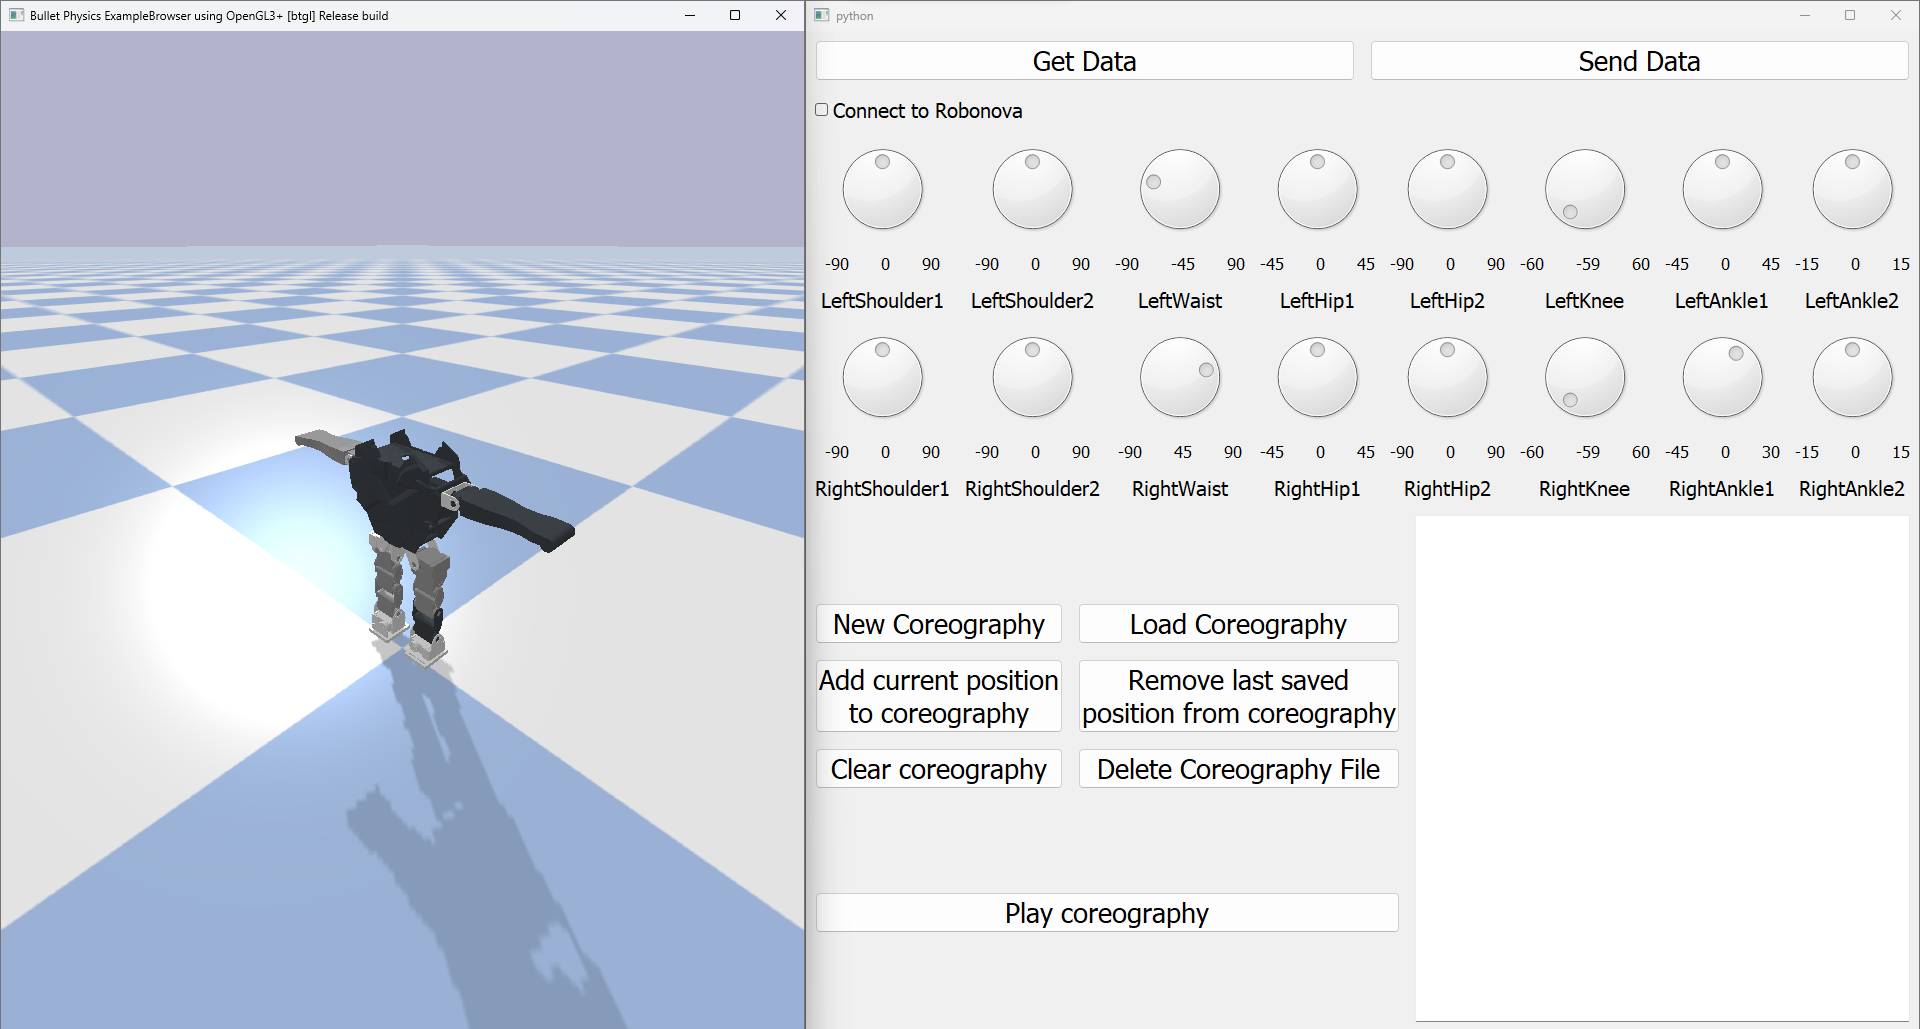 Bullet Physics ExampleBrowser using OpenGL3+ [btgl] Release build
python
Get Data Send Data
Connect to Robonova
-90 0 90 -90 0 90 -90 -45 90 -45 0 45 -90 0 90 -60 -59 60 -45 0 45 -15 0 15
LeftShoulder1 LeftShoulder2 LeftWaist LeftHip1 LeftHip2 LeftKnee LeftAnkle1 LeftAnkle2
-90 0 90 -90 0 90 -90 45 90 -45 0 45 -90 0 90 -60 -59 60 -45 0 30 -15 0 15
RightShoulder1 RightShoulder2 RightWaist RightHip1 RightHip2 RightKnee RightAnkle1 RightAnkle2
New Coreography Load Coreography
Add current position
to coreography
Remove last saved
position from coreography
Clear coreography Delete Coreography File
Play coreography